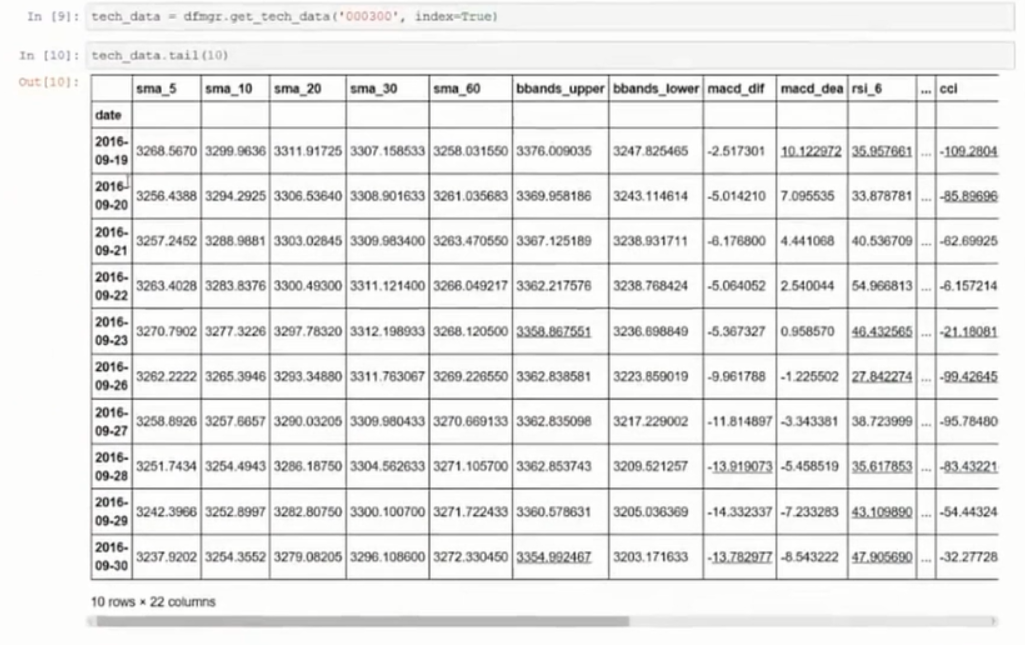 In [9]: tech_data = dfmgr.get_tech_data('000300', index=True)
In [10]: tech_data.tail(10)
Out[10]:
sma_5 sma_10 sma_20 sma_30 sma_60 bbands_upper bbands_lower macd_dif macd_dea rsi_6 ... cci
date
2016-09-19 3268.5670 3299.9636 3311.91725 3307.158533 3258.031550 3376.009035 3247.825465 -2.517301 10.122972 35.957661 ... -109.2804
2016-09-20 3256.4388 3294.2925 3306.53640 3308.901633 3261.035683 3369.958186 3243.114614 -5.014210 7.095535 33.878781 ... -85.89696
2016-09-21 3257.2452 3288.9881 3303.02845 3309.983400 3263.470550 3367.125189 3238.931711 -6.176800 4.441068 40.536709 ... -62.69925
2016-09-22 3263.4028 3283.8376 3300.49300 3311.121400 3266.049217 3362.217576 3238.768424 -5.064052 2.540044 54.966813 ... -6.157214
2016-09-23 3270.7902 3277.3226 3297.78320 3312.198933 3268.120500 3358.867551 3236.698849 -5.367327 0.958570 46.432565 ... -21.18081
2016-09-26 3262.2222 3265.3946 3293.34880 3311.763067 3269.226550 3362.838581 3223.859019 -9.961788 -1.225502 27.842274 ... -99.42645
2016-09-27 3258.8926 3257.6657 3290.03205 3309.980433 3270.669133 3362.835098 3217.229002 -11.814897 -3.343381 38.723999 ... -95.78480
2016-09-28 3251.7434 3254.4943 3286.18750 3304.562633 3271.105700 3362.853743 3209.521257 -13.919073 -5.458519 35.617853 ... -83.43221
2016-09-29 3242.3966 3252.8997 3282.80750 3300.100700 3271.722433 3360.578631 3205.036369 -14.332337 -7.233283 43.109890 ... -54.44324
2016-09-30 3237.9202 3254.3552 3279.08205 3296.108600 3272.330450 3354.992467 3203.171633 -13.782977 -8.543222 47.905690 ... -32.27728
10 rows × 22 columns